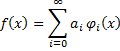 f(x) = ∑_{i=0}^{∞} a_i φ_i(x)